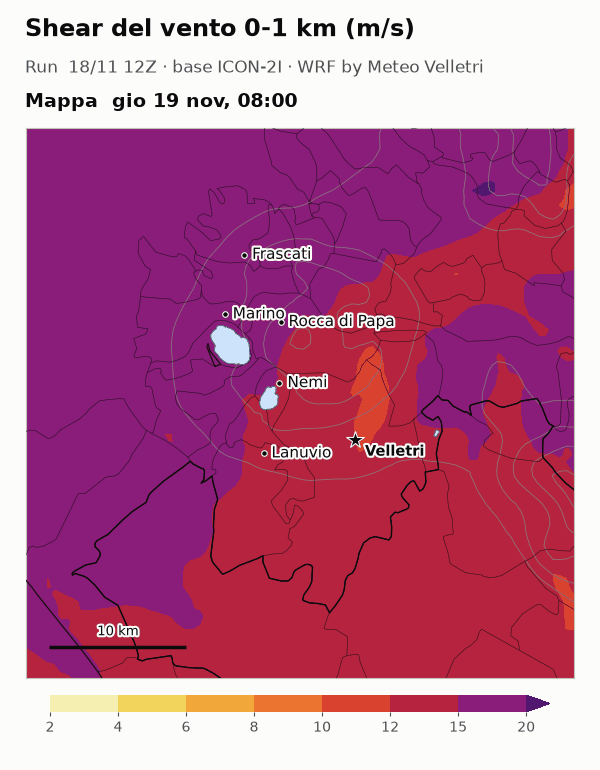 Shear del vento 0-1 km (m/s)
Run  18/11 12Z · base ICON-2I · WRF by Meteo Velletri
Mappa  gio 19 nov, 08:00
Frascati
Marino
Rocca di Papa
Nemi
Velletri
Lanuvio
10 km
2 4 6 8 10 12 15 20